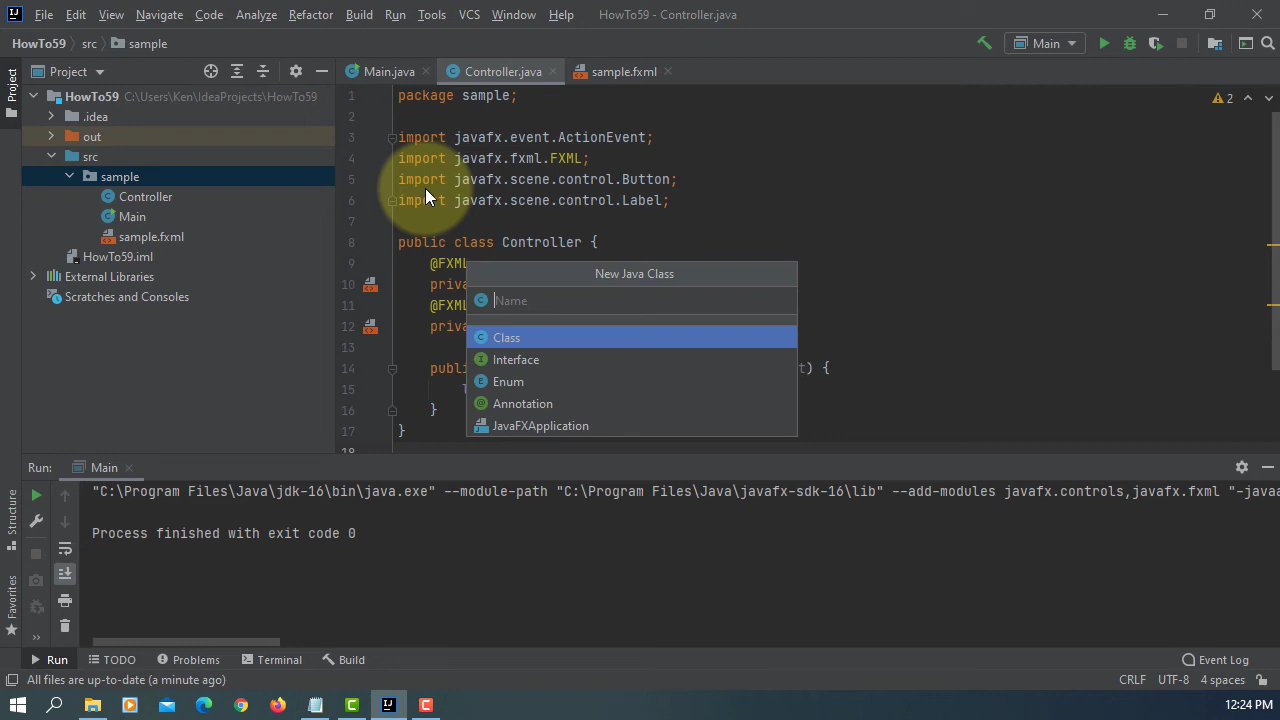 File Edit View Navigate Code Analyze Refactor Build Run Tools VCS Window Help HowTo59 - Controller.java
HowTo59 src sample Main
Project Main.java Controller.java sample.fxml
Project
HowTo59 C:\Users\Ken\IdeaProjects\HowTo59
.idea
out
src
sample
Controller
Main
sample.fxml
HowTo59.iml
External Libraries
Scratches and Consoles
1 package sample;
2
3 import javafx.event.ActionEvent;
4 import javafx.fxml.FXML;
5 import javafx.scene.control.Button;
6 import javafx.scene.control.Label;
7
8 public class Controller {
9 @FXML
10 priva
11 @FXML
12 priva
13
14 publi t) {
15
16 }
17 }
18
2
New Java Class
Name
Class
Interface
Enum
Annotation
JavaFXApplication
Run: Main
"C:\Program Files\Java\jdk-16\bin\java.exe" --module-path "C:\Program Files\Java\javafx-sdk-16\lib" --add-modules javafx.controls,javafx.fxml "-javaa
Process finished with exit code 0
Structure
Favorites
Run TODO Problems Terminal Build Event Log
All files are up-to-date (a minute ago) CRLF UTF-8 4 spaces
12:24 PM